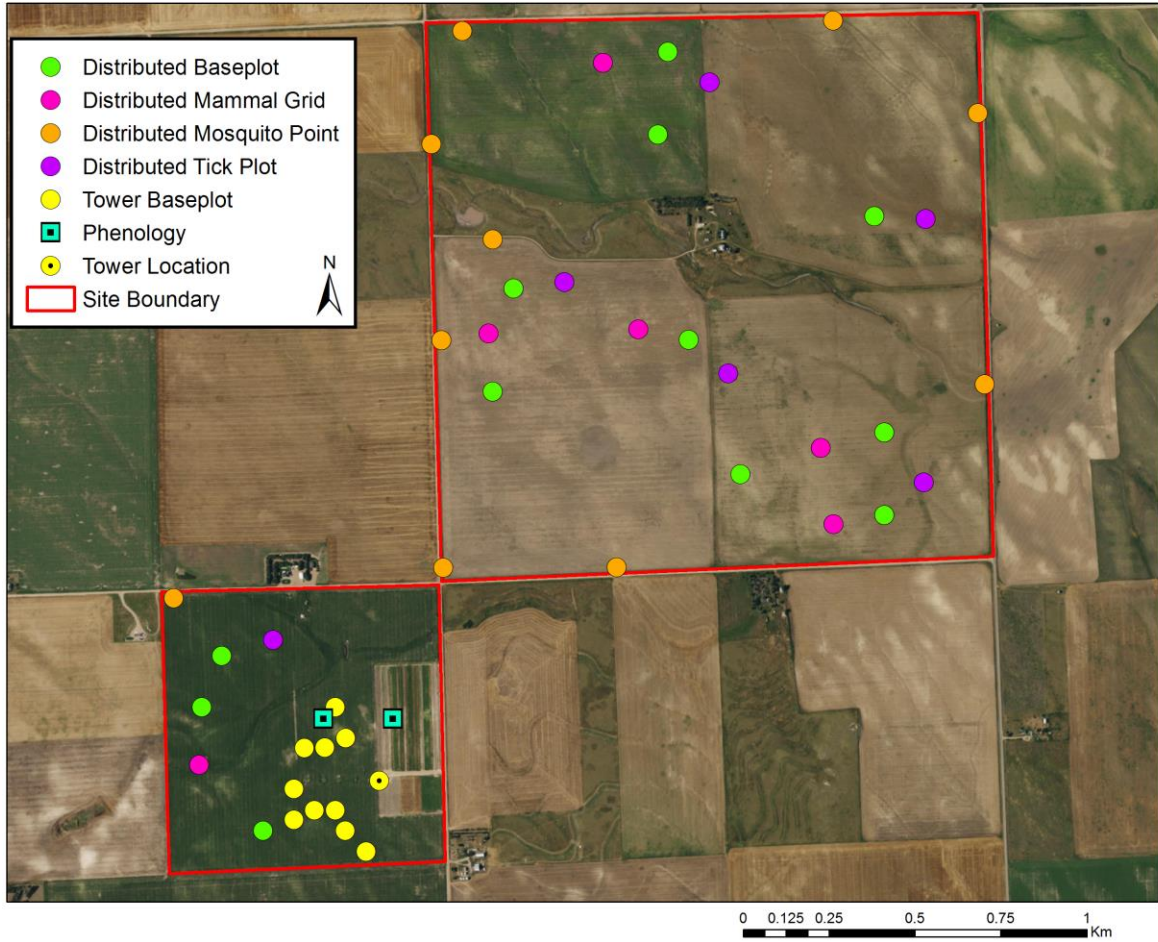 Distributed Baseplot
Distributed Mammal Grid
Distributed Mosquito Point
Distributed Tick Plot
Tower Baseplot
Phenology
Tower Location
Site Boundary
N
0 0.125 0.25 0.5 0.75 1
Km